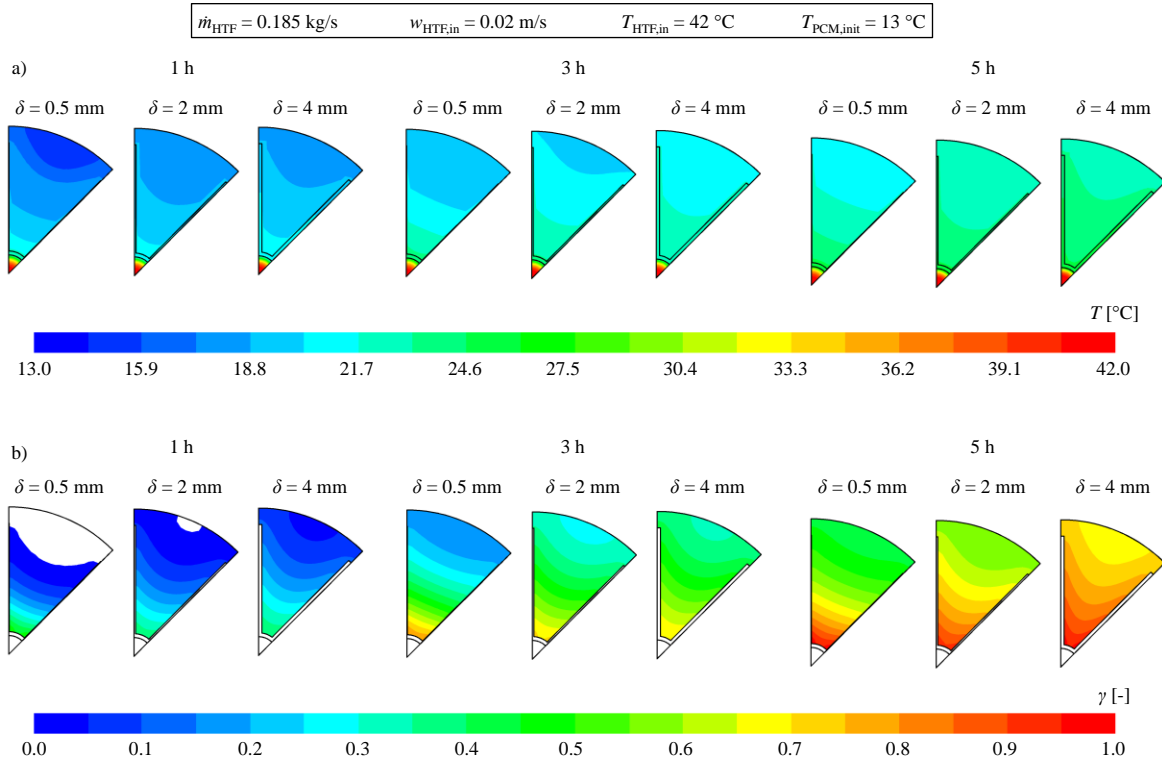 ṁHTF = 0.185 kg/s wHTF,in = 0.02 m/s THTF,in = 42 °C TPCM,init = 13 °C
a) 1 h 3 h 5 h
δ = 0.5 mm δ = 2 mm δ = 4 mm δ = 0.5 mm δ = 2 mm δ = 4 mm δ = 0.5 mm δ = 2 mm δ = 4 mm
T [°C]
13.0 15.9 18.8 21.7 24.6 27.5 30.4 33.3 36.2 39.1 42.0
b) 1 h 3 h 5 h
δ = 0.5 mm δ = 2 mm δ = 4 mm δ = 0.5 mm δ = 2 mm δ = 4 mm δ = 0.5 mm δ = 2 mm δ = 4 mm
γ [-]
0.0 0.1 0.2 0.3 0.4 0.5 0.6 0.7 0.8 0.9 1.0